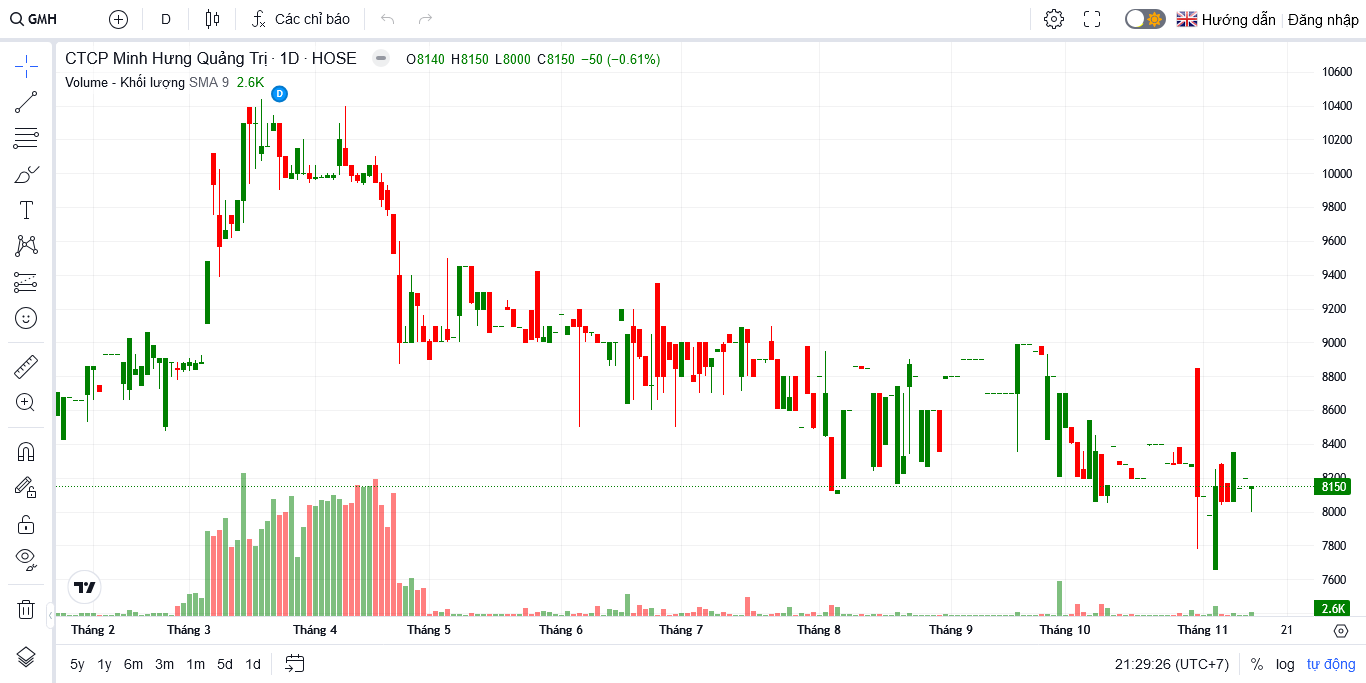 GMH D Các chỉ báo Hướng dẫn Đăng nhập
CTCP Minh Hưng Quảng Trị · 1D · HOSE O8140 H8150 L8000 C8150 −50 (−0.61%)
Volume - Khối lượng SMA 9 2.6K
D
10600
10400
10200
10000
9800
9600
9400
9200
9000
8800
8600
8400
8200
8150
8000
7800
7600
2.6K
Tháng 2 Tháng 3 Tháng 4 Tháng 5 Tháng 6 Tháng 7 Tháng 8 Tháng 9 Tháng 10 Tháng 11 21
5y 1y 6m 3m 1m 5d 1d 21:29:26 (UTC+7) % log tự động